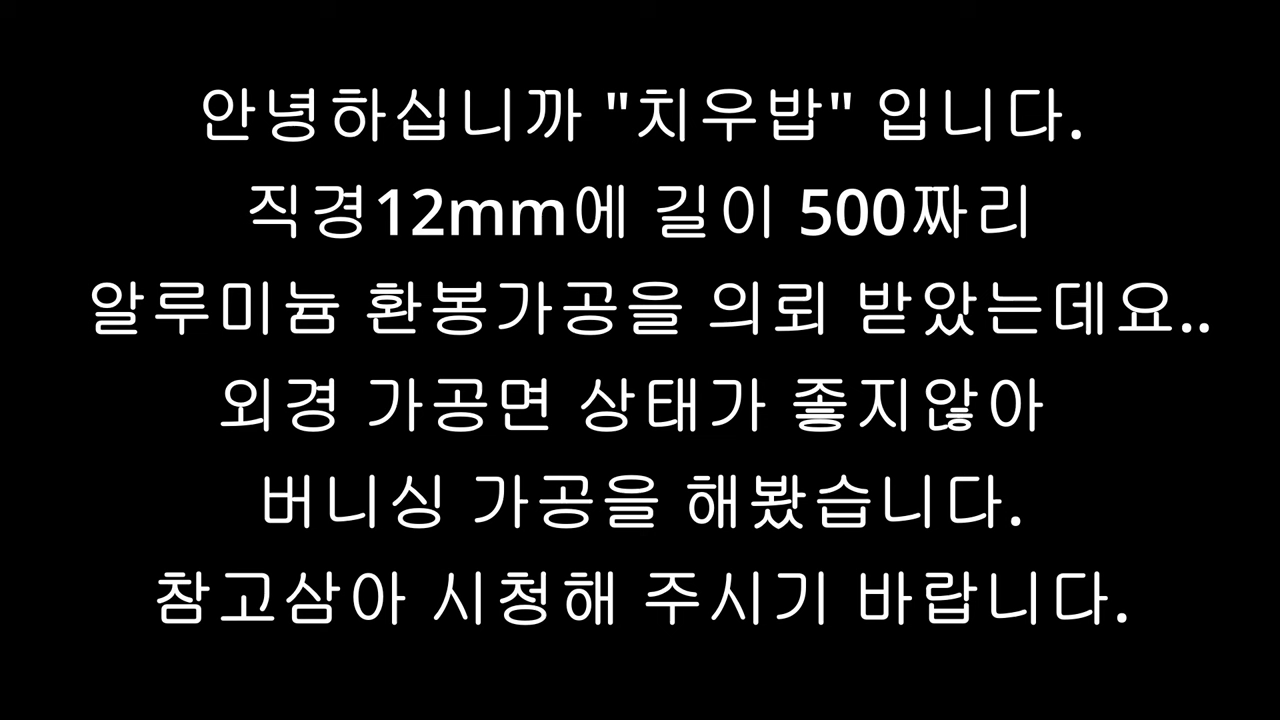 안녕하십니까 "치우밥" 입니다.
직경12mm에 길이 500짜리
알루미늄 환봉가공을 의뢰 받았는데요..
외경 가공면 상태가 좋지않아
버니싱 가공을 해봤습니다.
참고삼아 시청해 주시기 바랍니다.